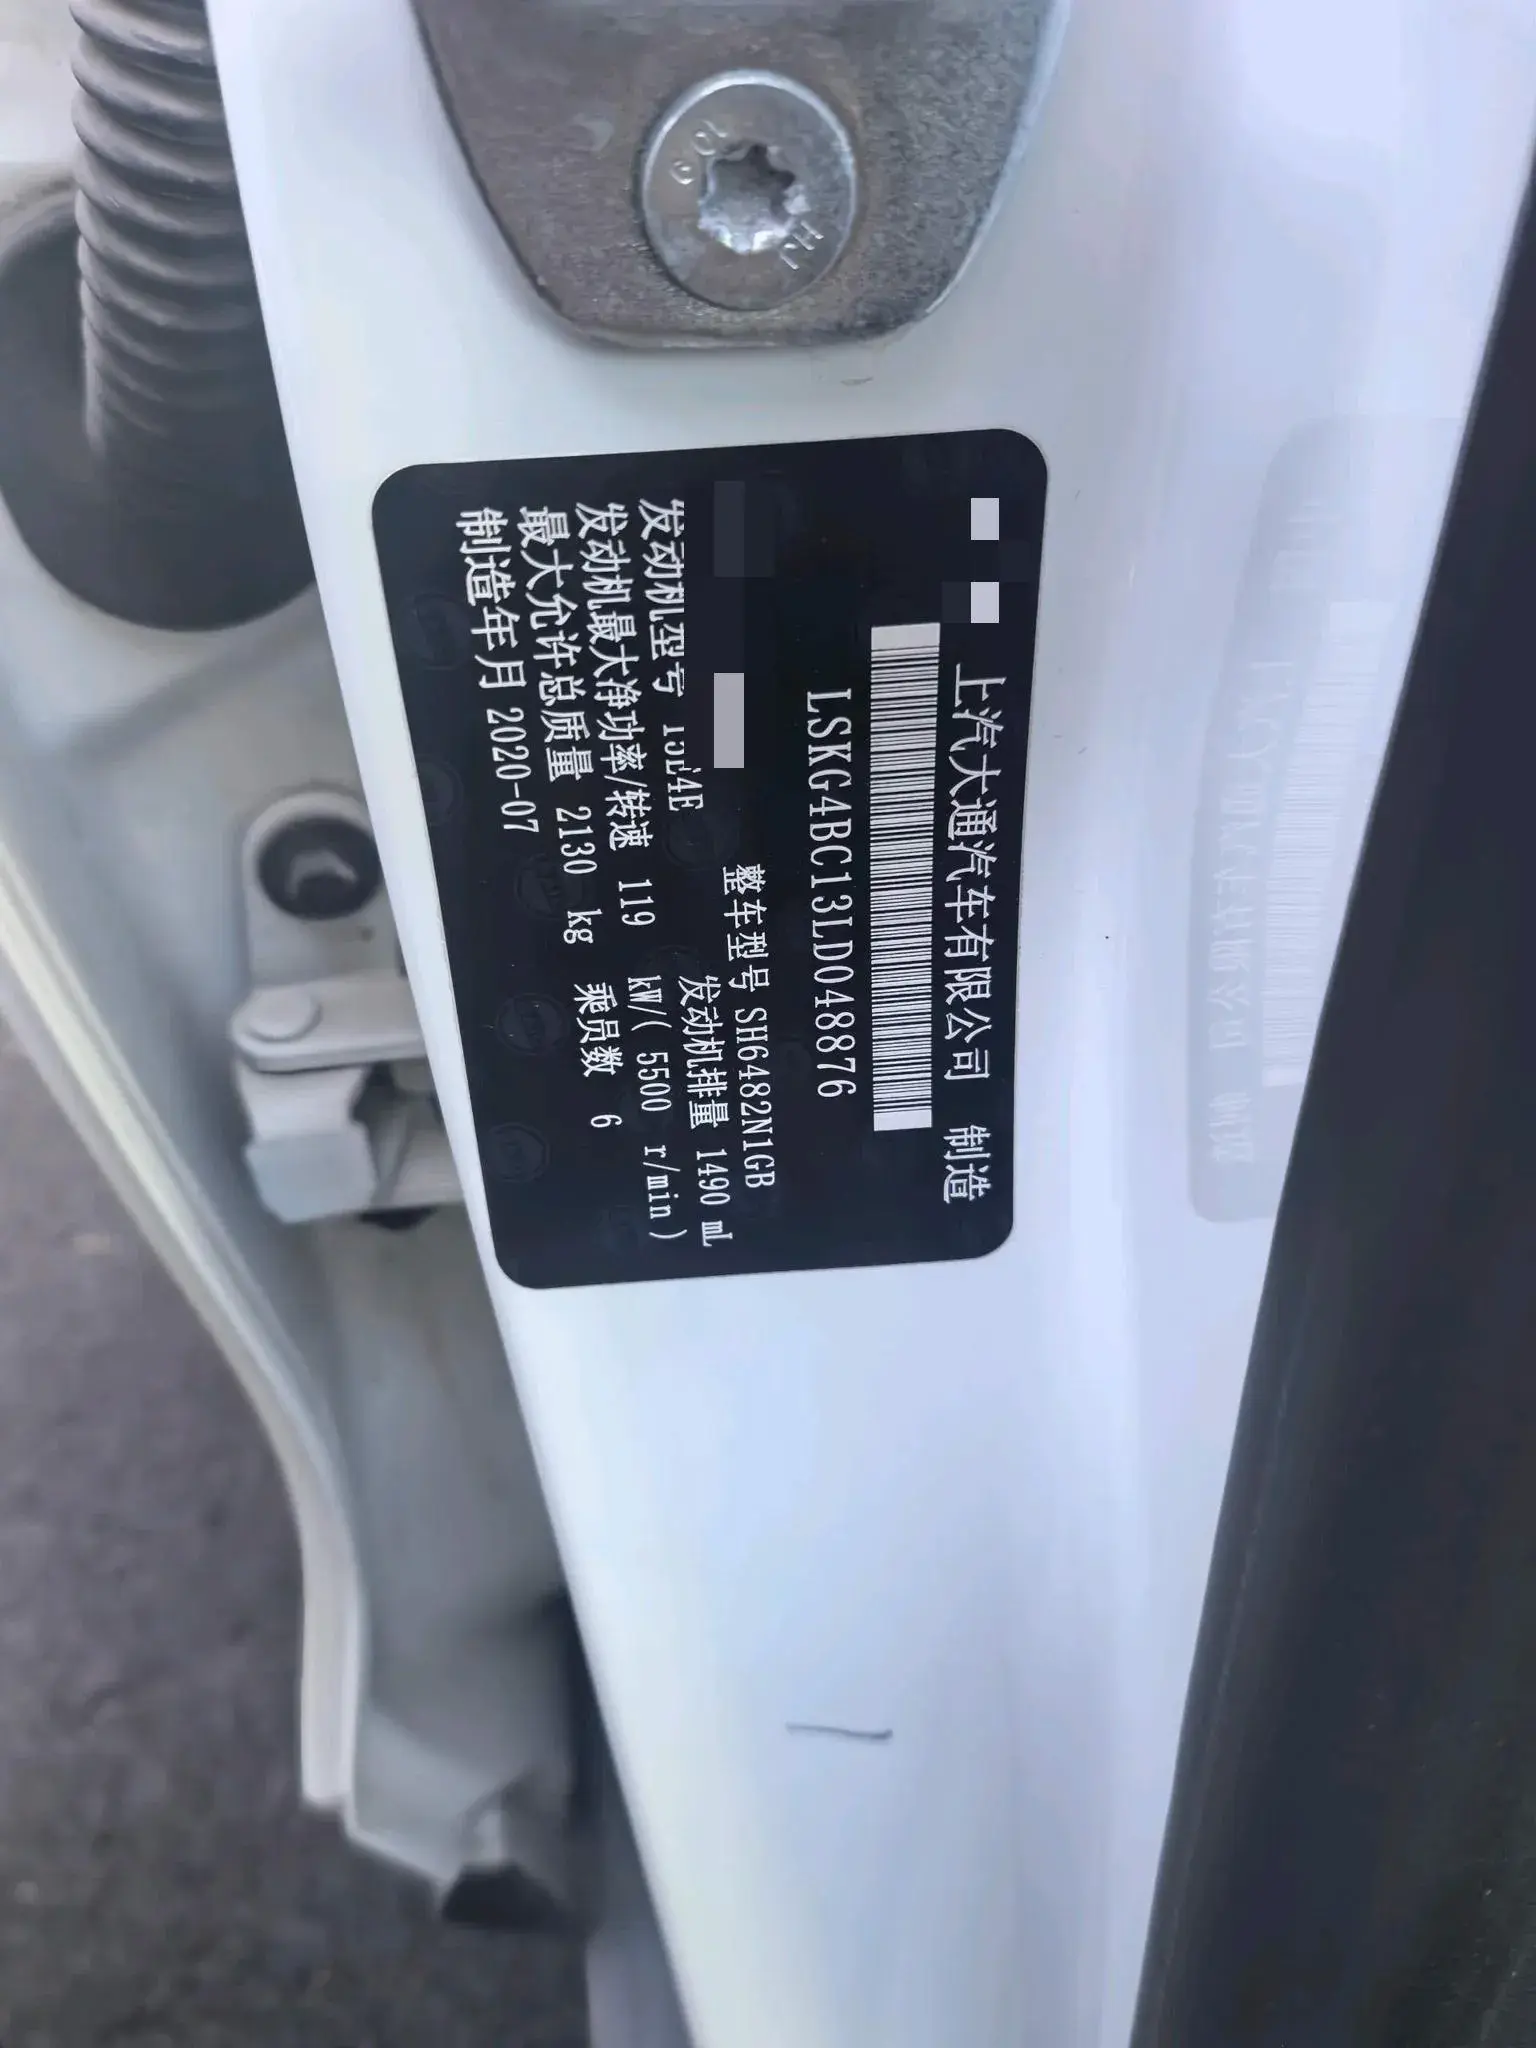 上汽大通汽车有限公司 制造
LSKG4BC13LD048876
整车型号 SH6482N1GB
发动机型号 15E4E 发动机排量 1490 mL
发动机最大净功率/转速 119 kW/( 5500 r/min )
最大允许总质量 2130 kg 乘员数 6
制造年月 2020-07
10.9